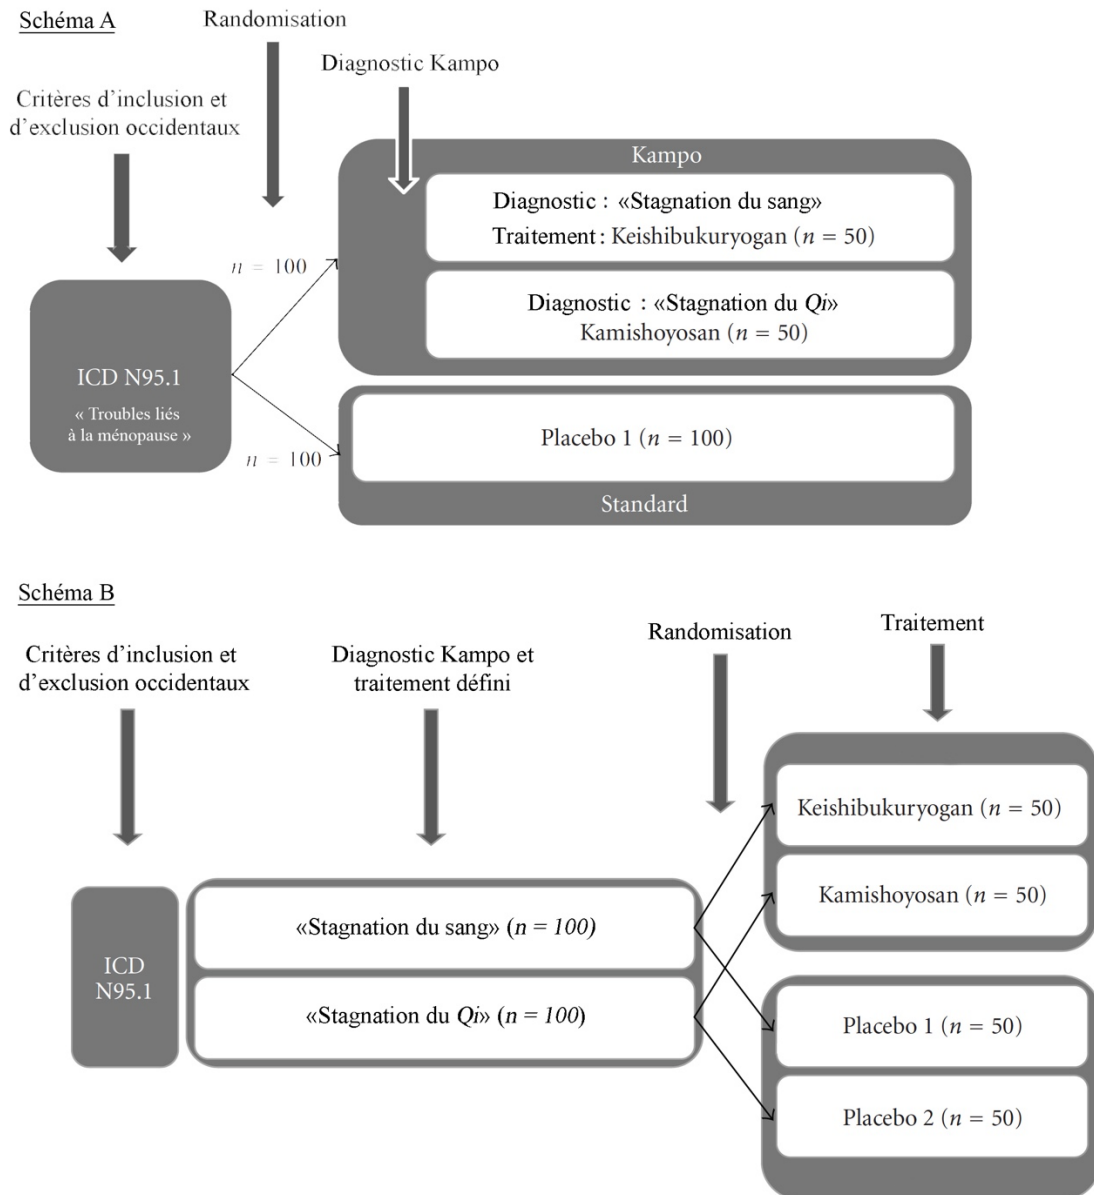 Schéma A
Randomisation
Diagnostic Kampo
Critères d'inclusion et
d'exclusion occidentaux
Kampo
Diagnostic : «Stagnation du sang»
Traitement : Keishibukuryogan (n = 50)
n = 100
Diagnostic : «Stagnation du Qi»
Kamishoyosan (n = 50)
ICD N95.1
« Troubles liés
à la ménopause »
n = 100
Placebo 1 (n = 100)
Standard
Schéma B
Critères d'inclusion et
d'exclusion occidentaux
Diagnostic Kampo et
traitement défini
Randomisation
Traitement
ICD
N95.1
«Stagnation du sang» (n = 100)
«Stagnation du Qi» (n = 100)
Keishibukuryogan (n = 50)
Kamishoyosan (n = 50)
Placebo 1 (n = 50)
Placebo 2 (n = 50)